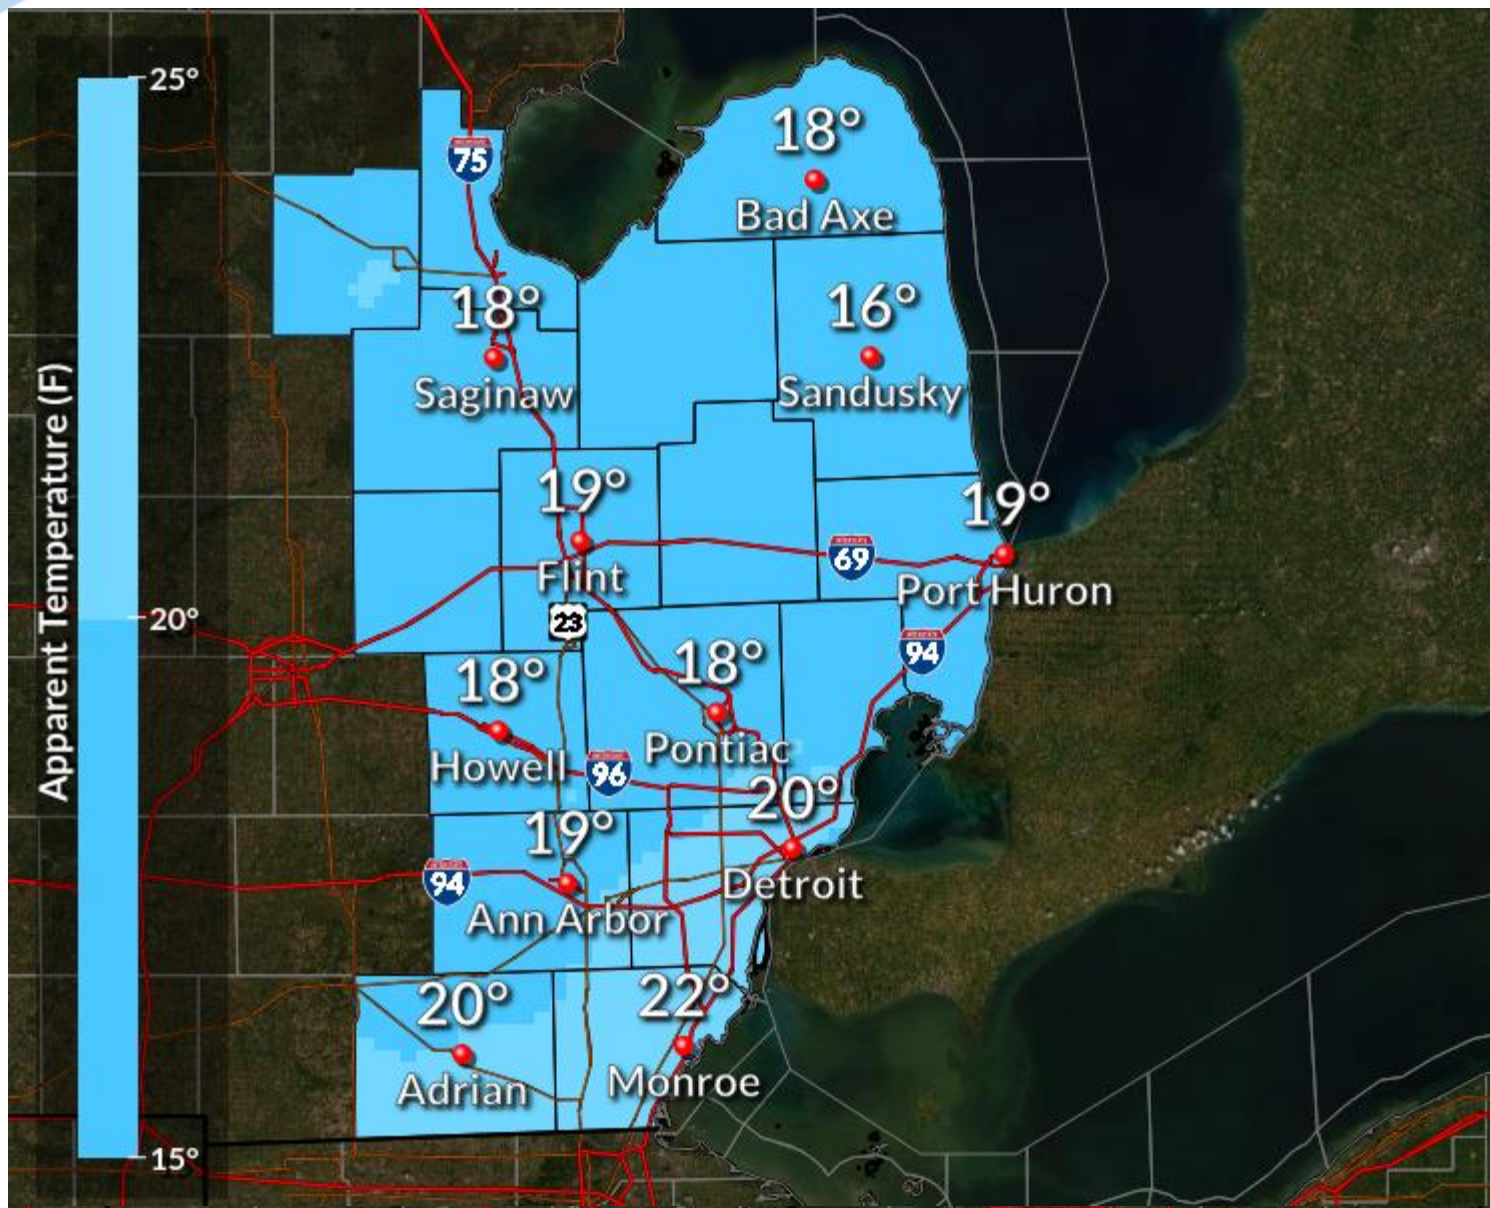 25°
20°
15°
Apparent Temperature (F)
75
18°
Bad Axe
18°
Saginaw
16°
Sandusky
19°
Flint
19°
Port Huron
69
23
94
18°
Howell
18°
Pontiac
96
20°
Detroit
19°
Ann Arbor
94
20°
Adrian
22°
Monroe